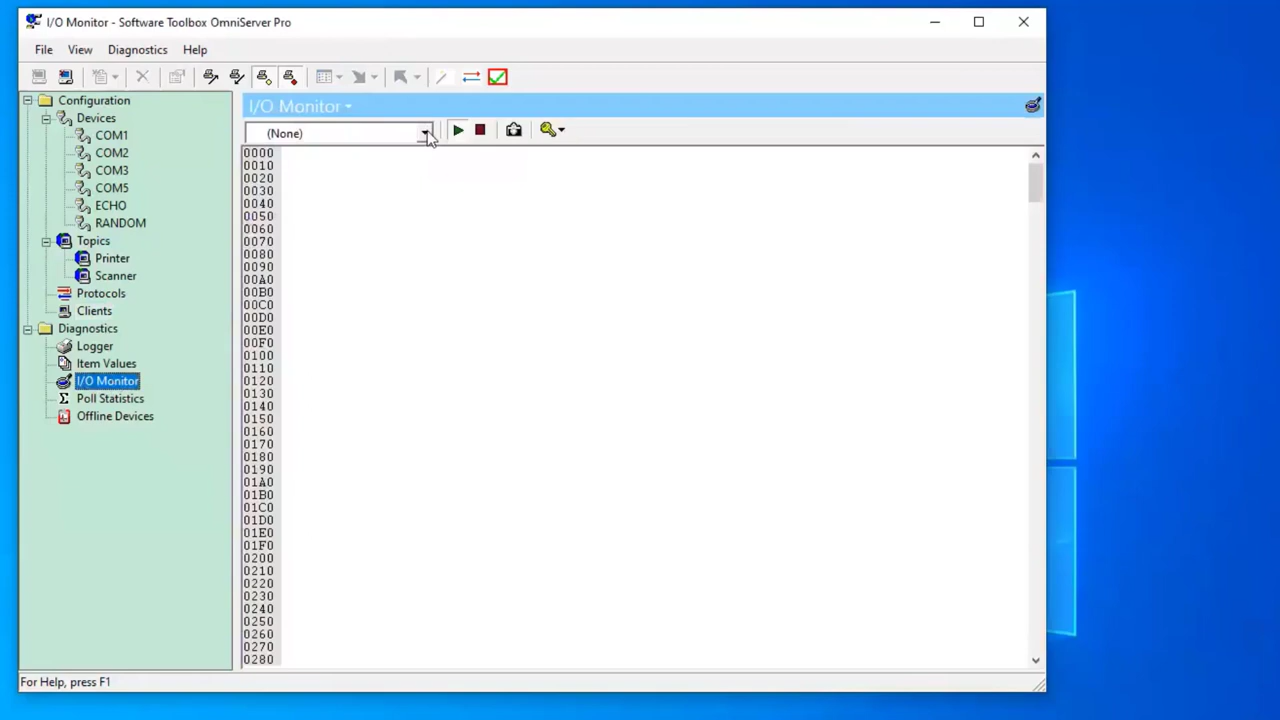 I/O Monitor - Software Toolbox OmniServer Pro
File View Diagnostics Help
Configuration
Devices
COM1
COM2
COM3
COM5
ECHO
RANDOM
Topics
Printer
Scanner
Protocols
Clients
Diagnostics
Logger
Item Values
I/O Monitor
Poll Statistics
Offline Devices
I/O Monitor
(None)
0000
0010
0020
0030
0040
0050
0060
0070
0080
0090
00A0
00B0
00C0
00D0
00E0
00F0
0100
0110
0120
0130
0140
0150
0160
0170
0180
0190
01A0
01B0
01C0
01D0
01E0
01F0
0200
0210
0220
0230
0240
0250
0260
0270
0280
For Help, press F1